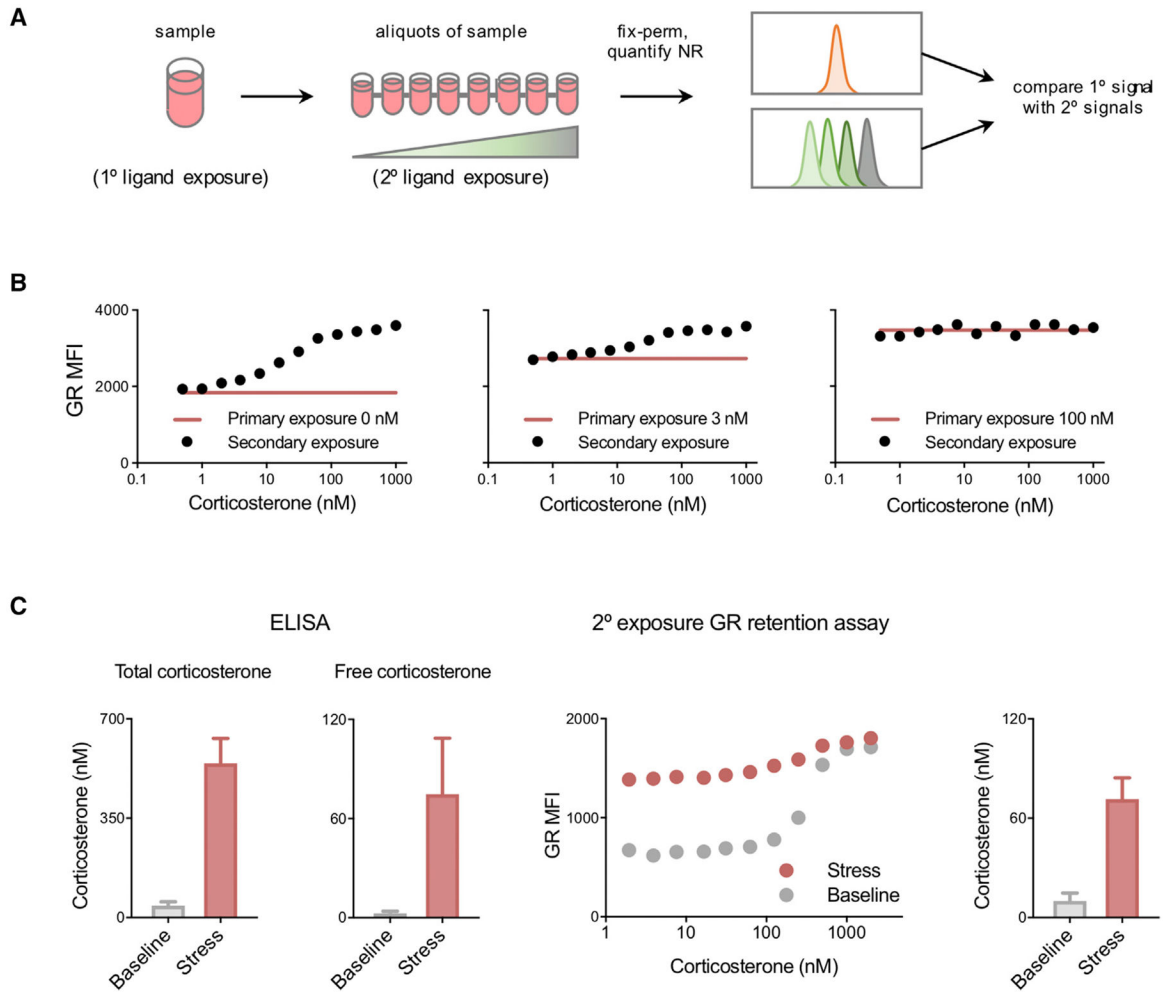 A
sample
aliquots of sample
fix-perm,
quantify NR
compare 1º signal
with 2º signals
(1º ligand exposure)
(2º ligand exposure)
B
GR MFI
4000
2000
0
Primary exposure 0 nM
Secondary exposure
0.1 1 10 100 1000
Corticosterone (nM)
Primary exposure 3 nM
Secondary exposure
0.1 1 10 100 1000
Corticosterone (nM)
Primary exposure 100 nM
Secondary exposure
0.1 1 10 100 1000
Corticosterone (nM)
C
ELISA
2º exposure GR retention assay
Total corticosterone
Corticosterone (nM)
700
350
0
Baseline
Stress
Free corticosterone
120
60
0
Baseline
Stress
GR MFI
2000
1000
0
Stress
Baseline
1 10 100 1000
Corticosterone (nM)
Corticosterone (nM)
120
60
0
Baseline
Stress